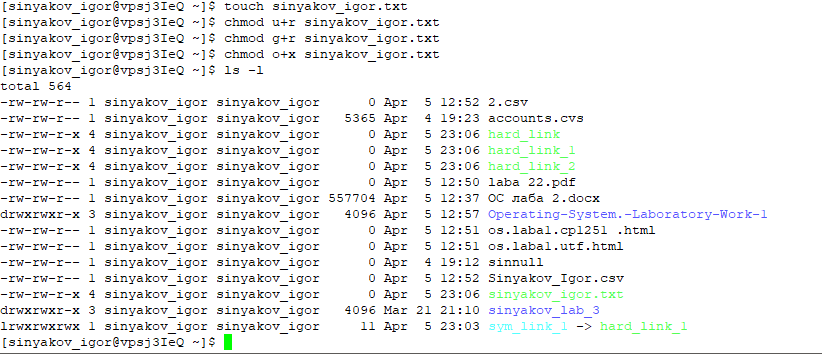 [sinyakov_igor@vpsj3IeQ ~]$ touch sinyakov_igor.txt
[sinyakov_igor@vpsj3IeQ ~]$ chmod u+r sinyakov_igor.txt
[sinyakov_igor@vpsj3IeQ ~]$ chmod g+r sinyakov_igor.txt
[sinyakov_igor@vpsj3IeQ ~]$ chmod o+x sinyakov_igor.txt
[sinyakov_igor@vpsj3IeQ ~]$ ls -l
total 564
-rw-rw-r-- 1 sinyakov_igor sinyakov_igor      0 Apr  5 12:52 2.csv
-rw-rw-r-- 1 sinyakov_igor sinyakov_igor   5365 Apr  4 19:23 accounts.cvs
-rw-rw-r-x 4 sinyakov_igor sinyakov_igor      0 Apr  5 23:06 hard_link
-rw-rw-r-x 4 sinyakov_igor sinyakov_igor      0 Apr  5 23:06 hard_link_1
-rw-rw-r-x 4 sinyakov_igor sinyakov_igor      0 Apr  5 23:06 hard_link_2
-rw-rw-r-- 1 sinyakov_igor sinyakov_igor      0 Apr  5 12:50 laba 22.pdf
-rw-rw-r-- 1 sinyakov_igor sinyakov_igor 557704 Apr  5 12:37 ОС лаба 2.docx
drwxrwxr-x 3 sinyakov_igor sinyakov_igor   4096 Apr  5 12:57 Operating-System.-Laboratory-Work-1
-rw-rw-r-- 1 sinyakov_igor sinyakov_igor      0 Apr  5 12:51 os.laba1.cp1251 .html
-rw-rw-r-- 1 sinyakov_igor sinyakov_igor      0 Apr  5 12:51 os.laba1.utf.html
-rw-rw-r-- 1 sinyakov_igor sinyakov_igor      0 Apr  4 19:12 sinnull
-rw-rw-r-- 1 sinyakov_igor sinyakov_igor      0 Apr  5 12:52 Sinyakov_Igor.csv
-rw-rw-r-x 4 sinyakov_igor sinyakov_igor      0 Apr  5 23:06 sinyakov_igor.txt
drwxrwxr-x 3 sinyakov_igor sinyakov_igor   4096 Mar 21 21:10 sinyakov_lab_3
lrwxrwxrwx 1 sinyakov_igor sinyakov_igor     11 Apr  5 23:03 sym_link_1 -> hard_link_1
[sinyakov_igor@vpsj3IeQ ~]$